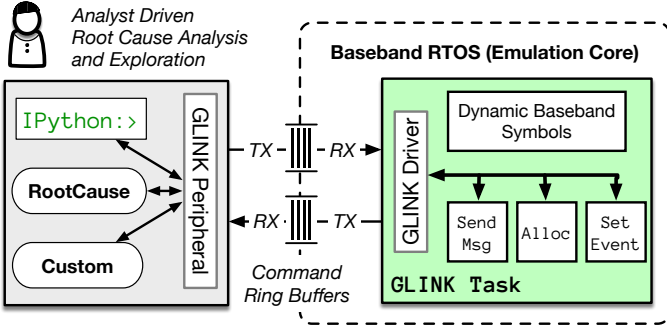 Analyst Driven
Root Cause Analysis
and Exploration
Baseband RTOS (Emulation Core)
IPython:>
RootCause
Custom
GLINK Peripheral
TX
RX
RX
TX
Command
Ring Buffers
GLINK Driver
Dynamic Baseband
Symbols
Send
Msg
Alloc
Set
Event
GLINK Task